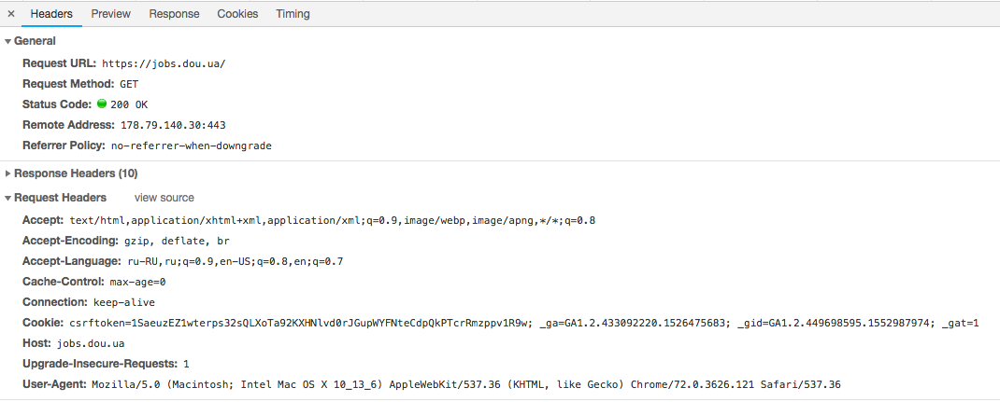 × Headers Preview Response Cookies Timing
▼ General
Request URL: https://jobs.dou.ua/
Request Method: GET
Status Code: 200 OK
Remote Address: 178.79.140.30:443
Referrer Policy: no-referrer-when-downgrade
▶ Response Headers (10)
▼ Request Headers view source
Accept: text/html,application/xhtml+xml,application/xml;q=0.9,image/webp,image/apng,*/*;q=0.8
Accept-Encoding: gzip, deflate, br
Accept-Language: ru-RU,ru;q=0.9,en-US;q=0.8,en;q=0.7
Cache-Control: max-age=0
Connection: keep-alive
Cookie: csrftoken=1SaeuzEZ1wterps32sQLXoTa92KXHNlvd0rJGupWYFNteCdpQkPTcrRmzppv1R9w; _ga=GA1.2.433092220.1526475683; _gid=GA1.2.449698595.1552987974; _gat=1
Host: jobs.dou.ua
Upgrade-Insecure-Requests: 1
User-Agent: Mozilla/5.0 (Macintosh; Intel Mac OS X 10_13_6) AppleWebKit/537.36 (KHTML, like Gecko) Chrome/72.0.3626.121 Safari/537.36